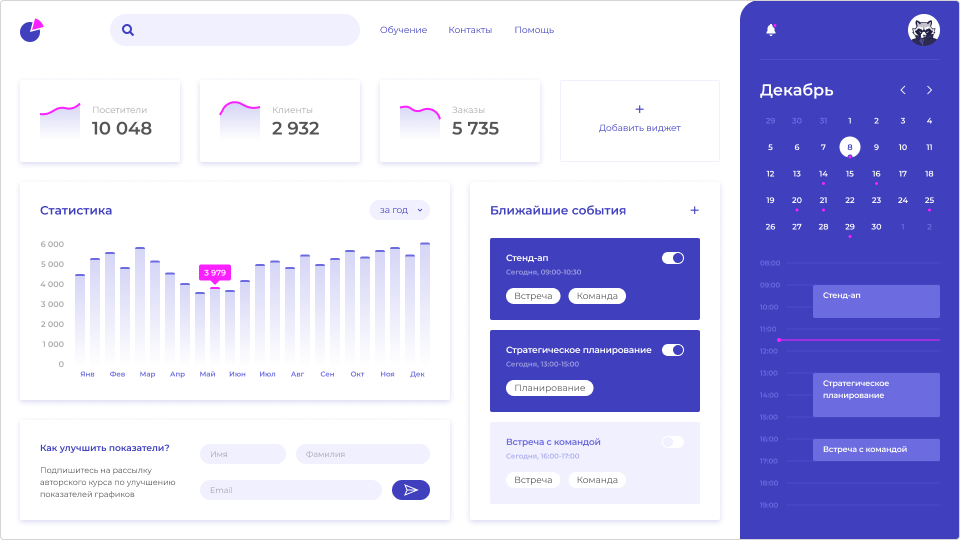 Обучение
Контакты
Помощь
Посетители
10 048
Клиенты
2 932
Заказы
5 735
+
Добавить виджет
Статистика
за год
6 000
5 000
4 000
3 000
2 000
1 000
0
3 979
Янв Фев Мар Апр Май Июн Июл Авг Сен Окт Ноя Дек
Как улучшить показатели?
Подпишитесь на рассылку
авторского курса по улучшению
показателей графиков
Имя
Фамилия
Email
Ближайшие события
+
Стенд-ап
Сегодня, 09:00-10:30
Встреча
Команда
Стратегическое планирование
Сегодня, 13:00-15:00
Планирование
Встреча с командой
Сегодня, 16:00-17:00
Встреча
Команда
Декабрь
29 30 31 1 2 3 4
5 6 7 8 9 10 11
12 13 14 15 16 17 18
19 20 21 22 23 24 25
26 27 28 29 30 1 2
08:00
09:00
Стенд-ап
10:00
11:00
12:00
13:00
Стратегическое
планирование
14:00
15:00
16:00
Встреча с командой
17:00
18:00
19:00